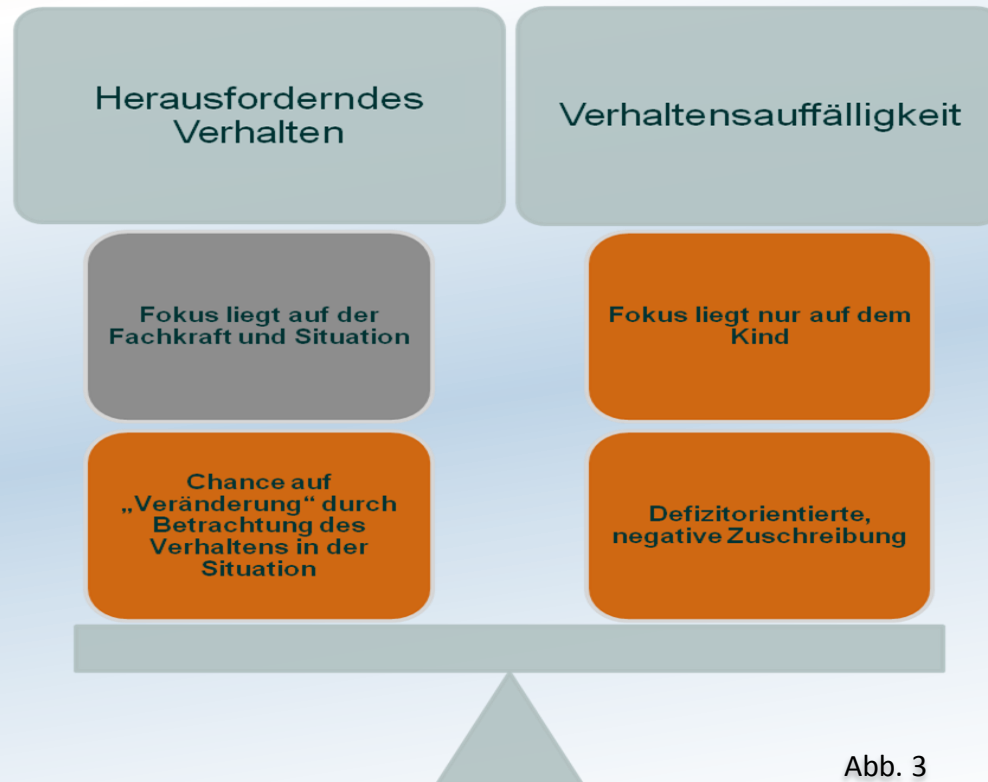 Herausforderndes
Verhalten
Verhaltensauffälligkeit
Fokus liegt auf der
Fachkraft und Situation
Fokus liegt nur auf dem
Kind
Chance auf
„Veränderung“ durch
Betrachtung des
Verhaltens in der
Situation
Defizitorientierte,
negative Zuschreibung
Abb. 3